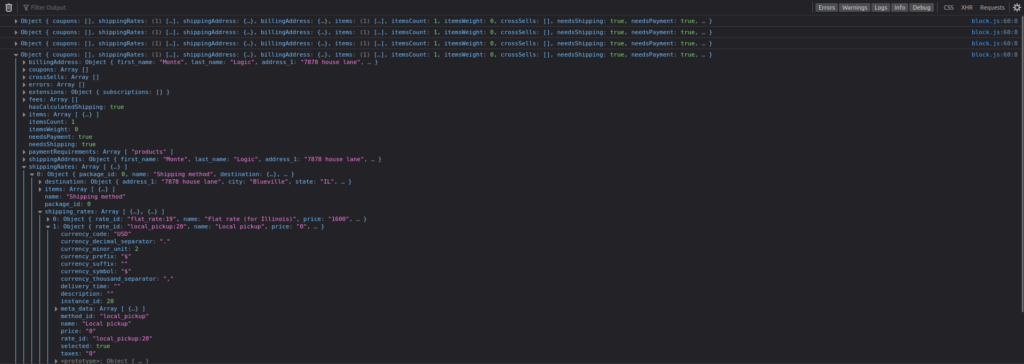 Filter Output
Errors Warnings Logs Info Debug CSS XHR Requests
Object { coupons: [], shippingRates: (1) […], shippingAddress: {…}, billingAddress: {…}, items: (1) […], itemsCount: 1, itemsWeight: 0, crossSells: [], needsShipping: true, needsPayment: true, … } block.js:60:8
Object { coupons: [], shippingRates: (1) […], shippingAddress: {…}, billingAddress: {…}, items: (1) […], itemsCount: 1, itemsWeight: 0, crossSells: [], needsShipping: true, needsPayment: true, … } block.js:60:8
Object { coupons: [], shippingRates: (1) […], shippingAddress: {…}, billingAddress: {…}, items: (1) […], itemsCount: 1, itemsWeight: 0, crossSells: [], needsShipping: true, needsPayment: true, … } block.js:60:8
Object { coupons: [], shippingRates: (1) […], shippingAddress: {…}, billingAddress: {…}, items: (1) […], itemsCount: 1, itemsWeight: 0, crossSells: [], needsShipping: true, needsPayment: true, … } block.js:60:8
billingAddress: Object { first_name: "Monte", last_name: "Logic", address_1: "7878 house lane", … }
coupons: Array []
crossSells: Array []
errors: Array []
extensions: Object { subscriptions: [] }
fees: Array []
hasCalculatedShipping: true
items: Array [ {…} ]
itemsCount: 1
itemsWeight: 0
needsPayment: true
needsShipping: true
paymentRequirements: Array [ "products" ]
shippingAddress: Object { first_name: "Monte", last_name: "Logic", address_1: "7878 house lane", … }
shippingRates: Array [ {…} ]
0: Object { package_id: 0, name: "Shipping method", destination: {…}, … }
destination: Object { address_1: "7878 house lane", city: "Blueville", state: "IL", … }
items: Array [ {…} ]
name: "Shipping method"
package_id: 0
shipping_rates: Array [ {…}, {…} ]
0: Object { rate_id: "flat_rate:19", name: "Flat rate (for Illinois)", price: "1600", … }
1: Object { rate_id: "local_pickup:20", name: "Local pickup", price: "0", … }
currency_code: "USD"
currency_decimal_separator: "."
currency_minor_unit: 2
currency_prefix: "$"
currency_suffix: ""
currency_symbol: "$"
currency_thousand_separator: ","
delivery_time: ""
description: ""
instance_id: 20
meta_data: Array [ {…} ]
method_id: "local_pickup"
name: "Local pickup"
price: "0"
rate_id: "local_pickup:20"
selected: true
taxes: "0"
<prototype>: Object { … }